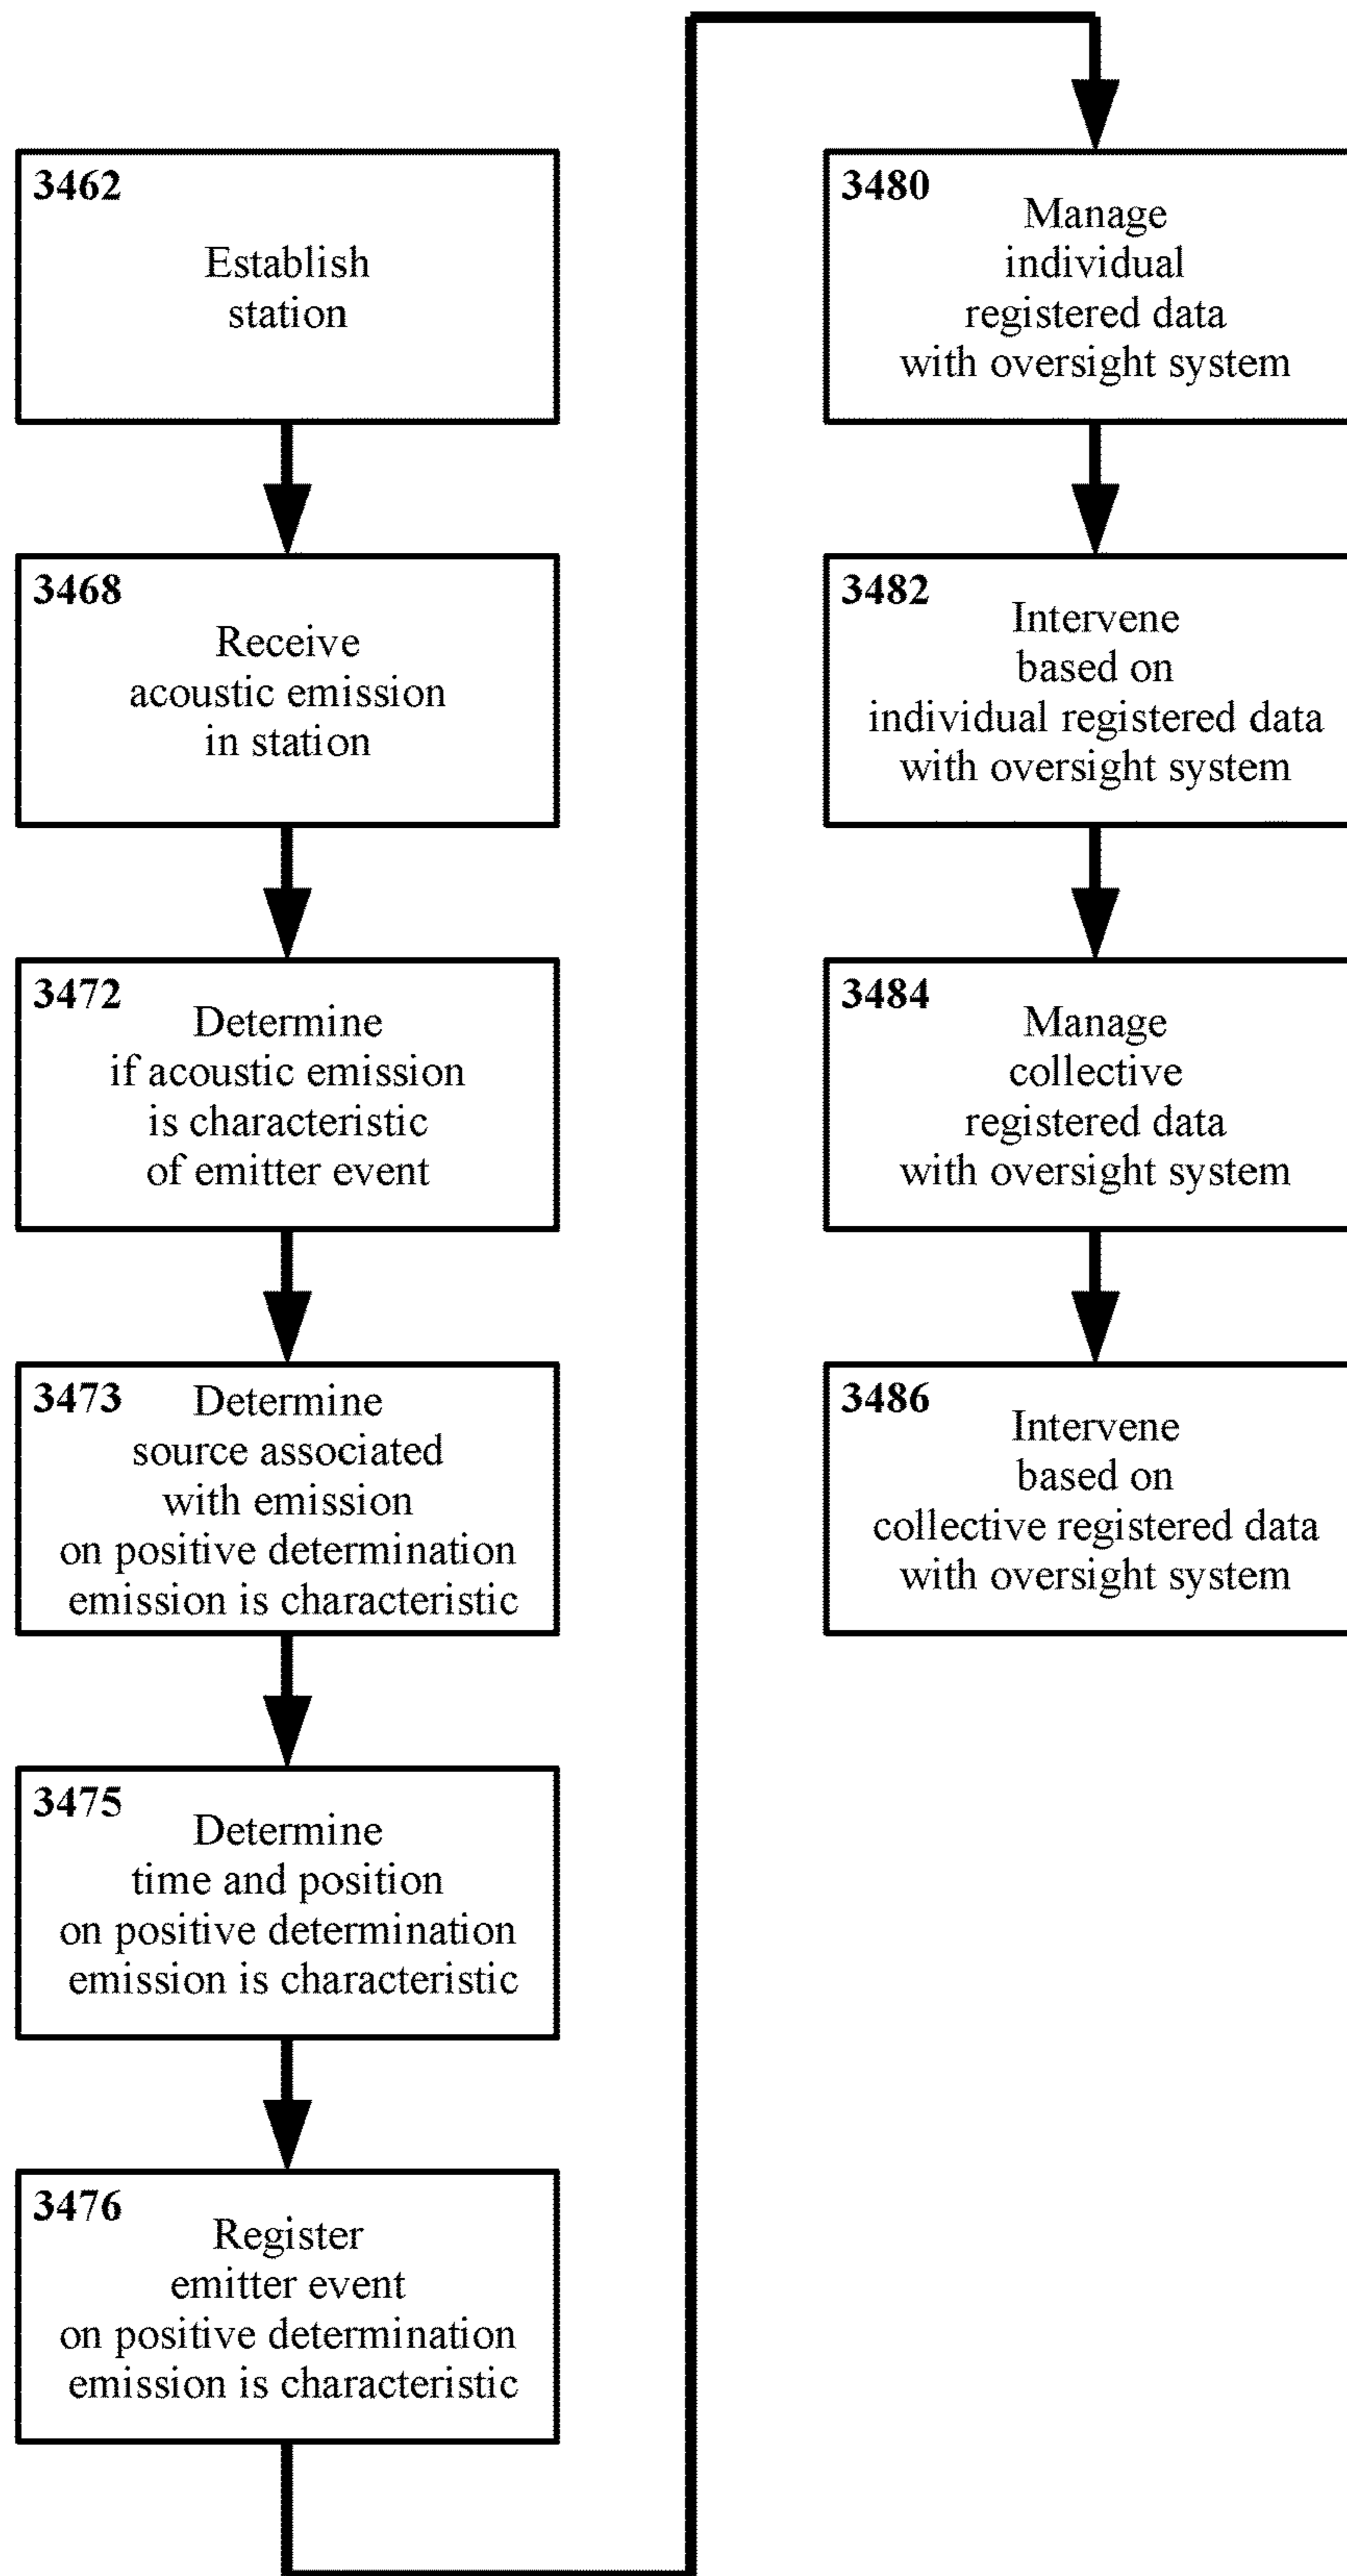 3462
Establish
station
3468
Receive
acoustic emission
in station
3472
Determine
if acoustic emission
is characteristic
of emitter event
3473
Determine
source associated
with emission
on positive determination
emission is characteristic
3475
Determine
time and position
on positive determination
emission is characteristic
3476
Register
emitter event
on positive determination
emission is characteristic
3480
Manage
individual
registered data
with oversight system
3482
Intervene
based on
individual registered data
with oversight system
3484
Manage
collective
registered data
with oversight system
3486
Intervene
based on
collective registered data
with oversight system